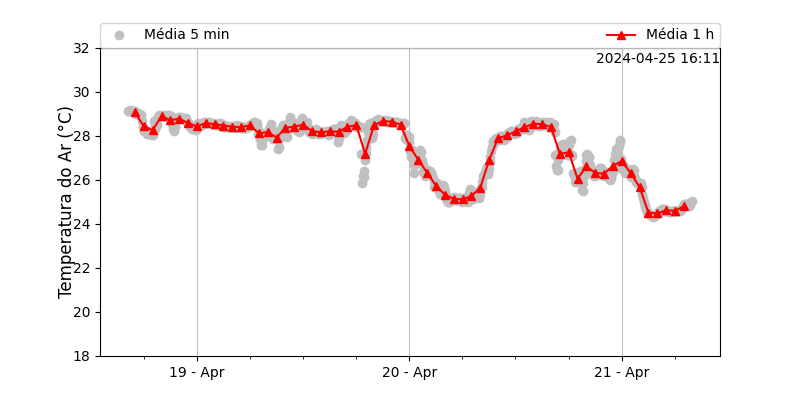 Média 5 min
Média 1 h
2024-04-25 16:11
Temperatura do Ar (°C)
32
30
28
26
24
22
20
18
19 - Apr
20 - Apr
21 - Apr